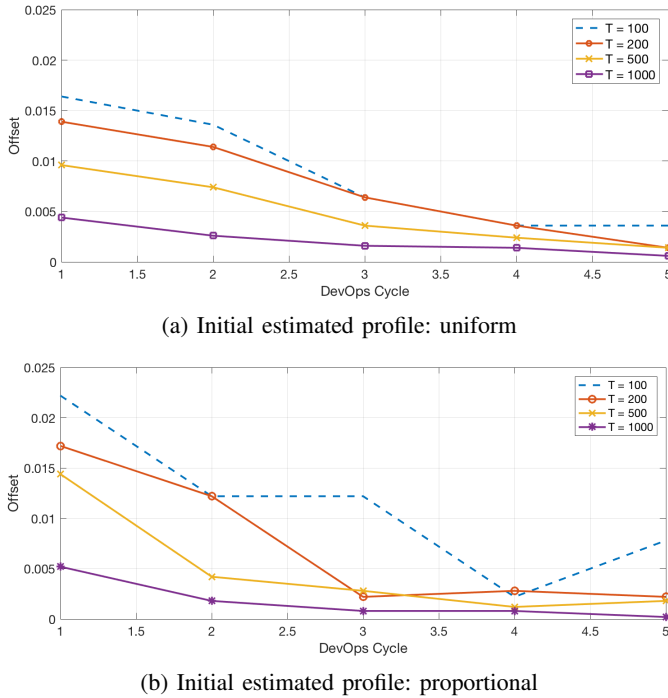 0.025
0.02
0.015
0.01
0.005
0
Offset
T = 100
T = 200
T = 500
T = 1000
1 1.5 2 2.5 3 3.5 4 4.5 5
DevOps Cycle
(a) Initial estimated profile: uniform
0.025
0.02
0.015
0.01
0.005
0
Offset
T = 100
T = 200
T = 500
T = 1000
1 1.5 2 2.5 3 3.5 4 4.5 5
DevOps Cycle
(b) Initial estimated profile: proportional